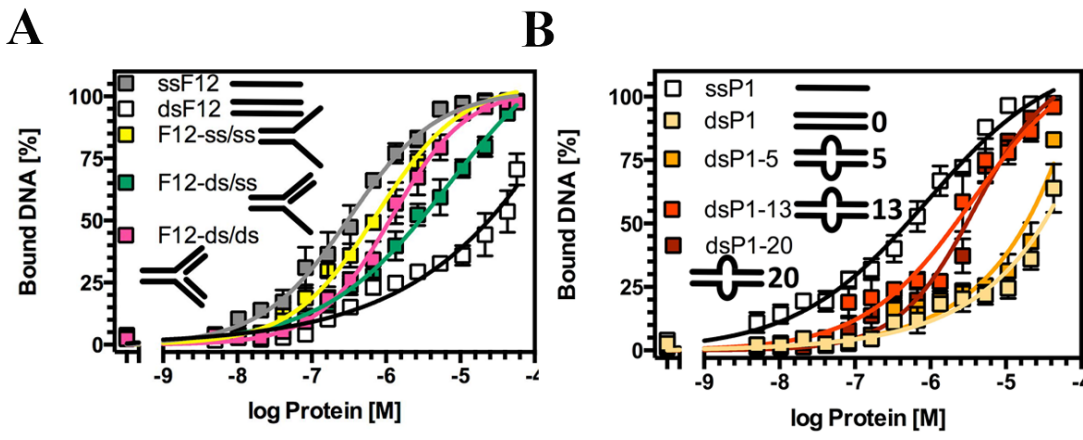 A
B
ssF12
dsF12
F12-ss/ss
F12-ds/ss
F12-ds/ds
100
75
50
25
0
Bound DNA [%]
-9
-8
-7
-6
-5
log Protein [M]
ssP1
dsP1
0
dsP1-5
5
dsP1-13
13
dsP1-20
20
100
75
50
25
0
Bound DNA [%]
-9
-8
-7
-6
-5
-4
log Protein [M]